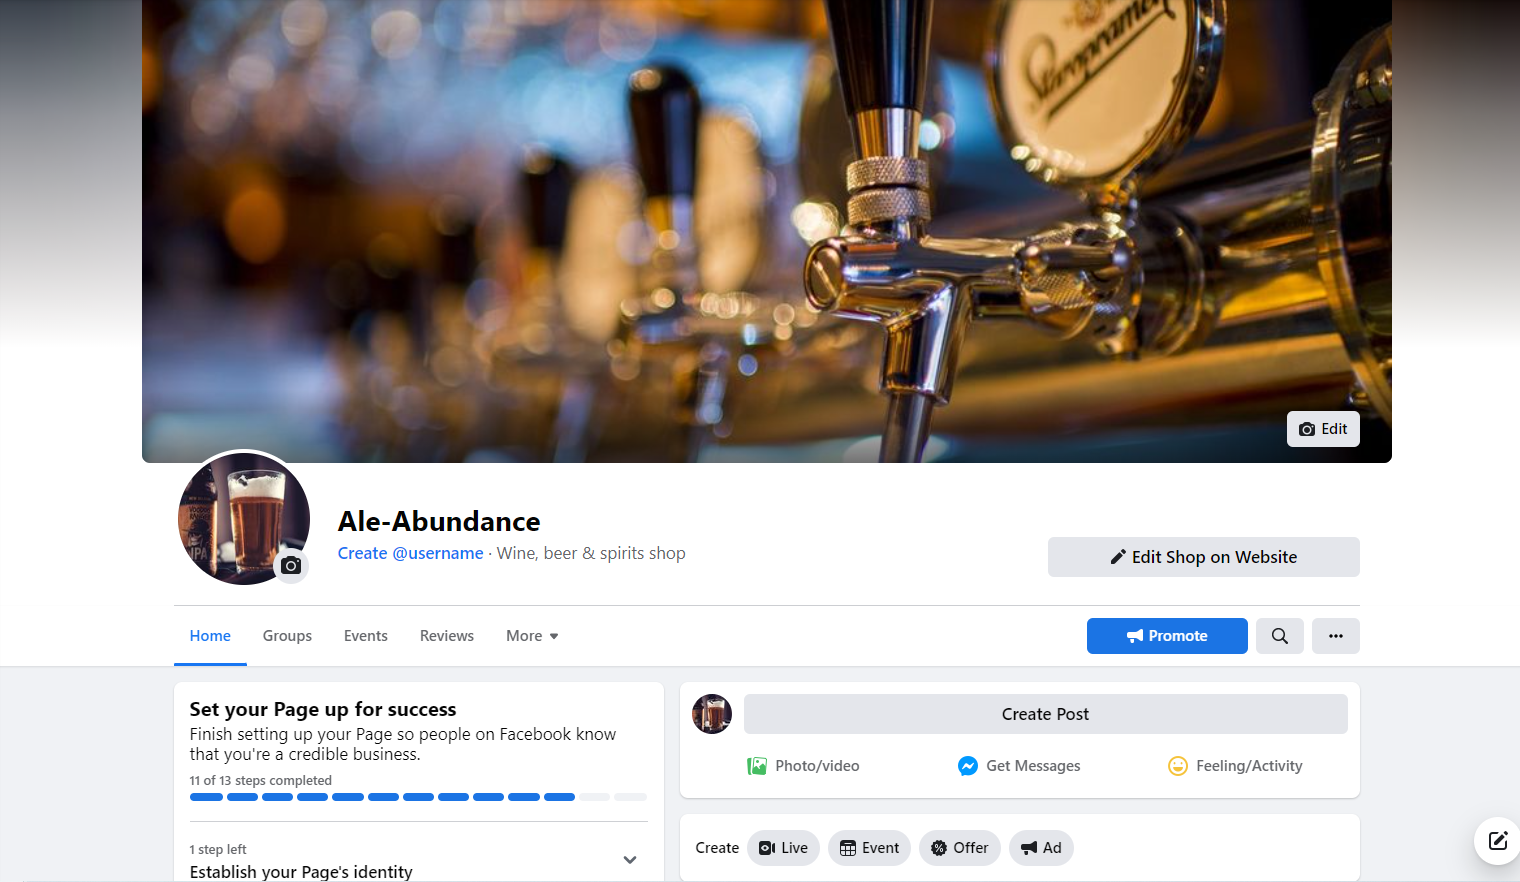 Staropramen
Edit
IPA
Ale-Abundance
Create @username · Wine, beer & spirits shop
Edit Shop on Website
Home Groups Events Reviews More
Promote
Set your Page up for success
Finish setting up your Page so people on Facebook know
that you're a credible business.
11 of 13 steps completed
1 step left
Establish your Page's identity
Create Post
Photo/video Get Messages Feeling/Activity
Create Live Event Offer Ad